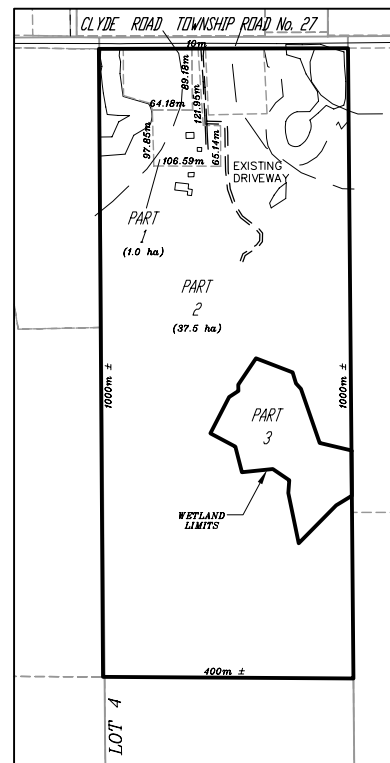 CLYDE ROAD TOWNSHIP ROAD No. 27
10m
89.18m
121.95m
64.18m
97.85m
65.14m
106.59m
EXISTING
DRIVEWAY
PART
1
(1.0 ha)
PART
2
(37.5 ha)
1000m ±
1000m ±
PART
3
WETLAND
LIMITS
400m ±
LOT 4